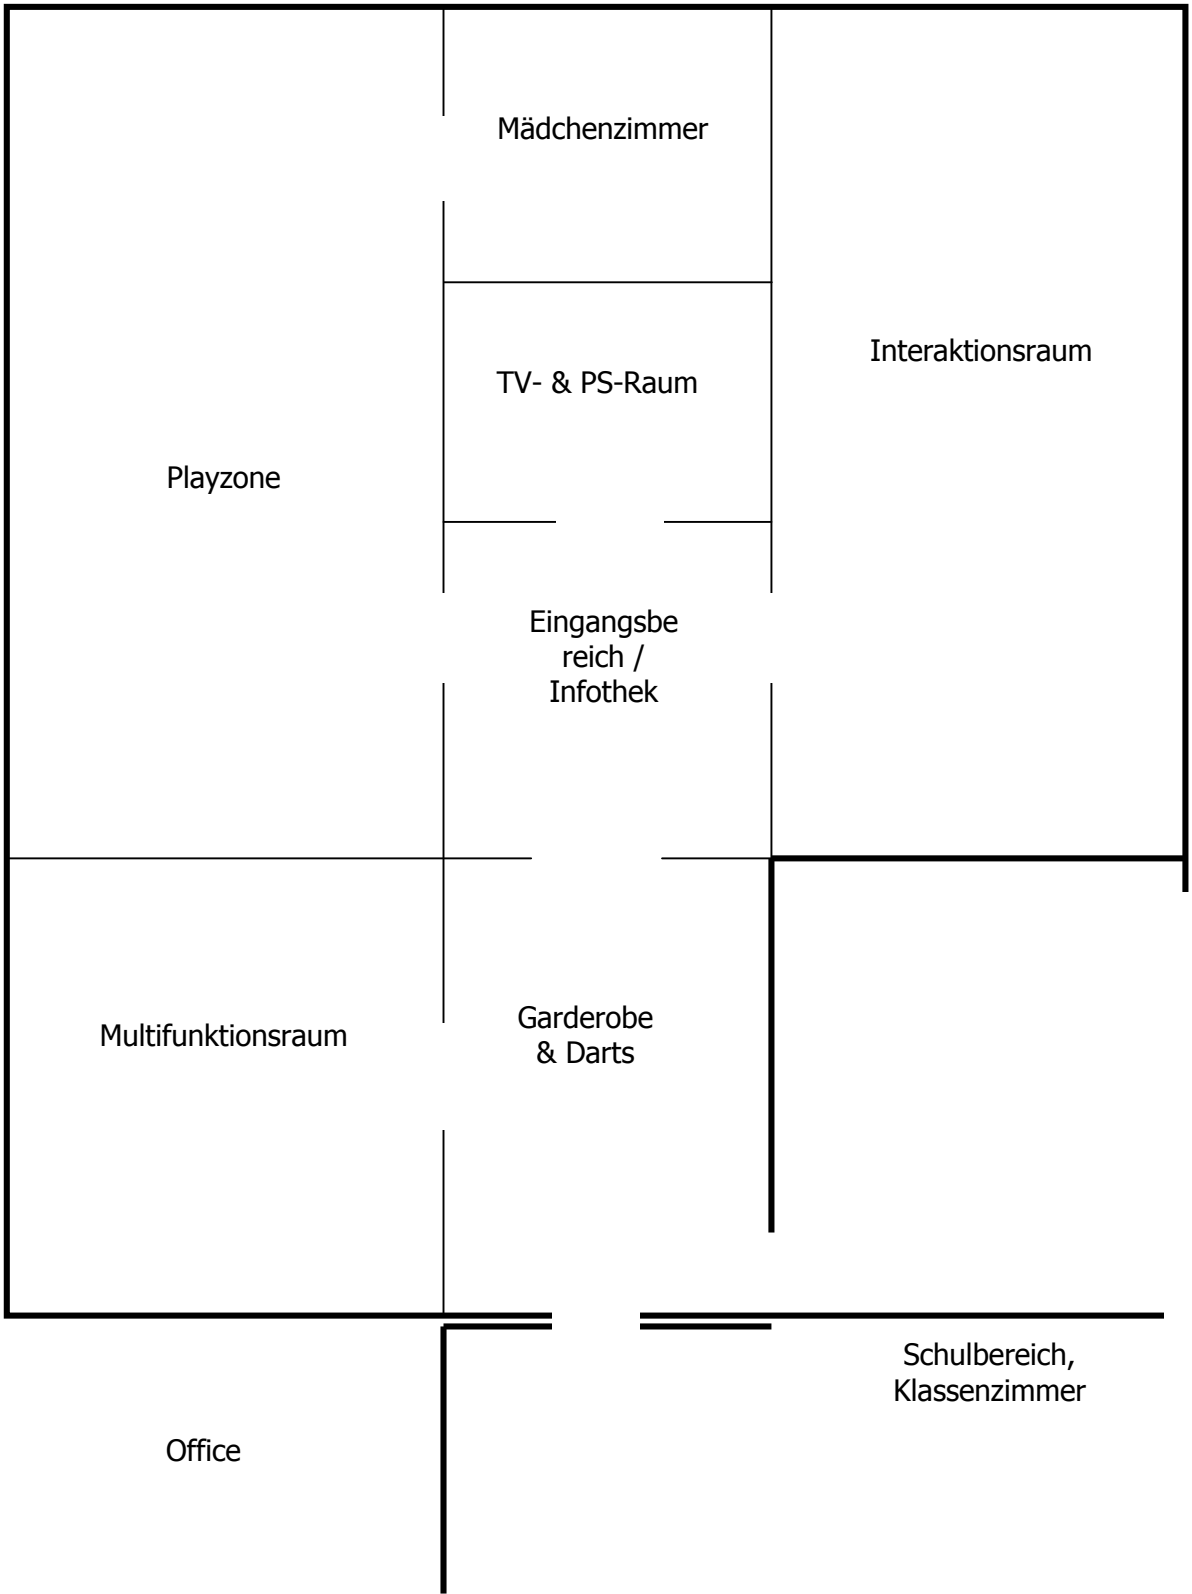 Mädchenzimmer
Interaktionsraum
TV- & PS-Raum
Playzone
Eingangsbe
reich /
Infothek
Multifunktionsraum
Garderobe
& Darts
Schulbereich,
Klassenzimmer
Office